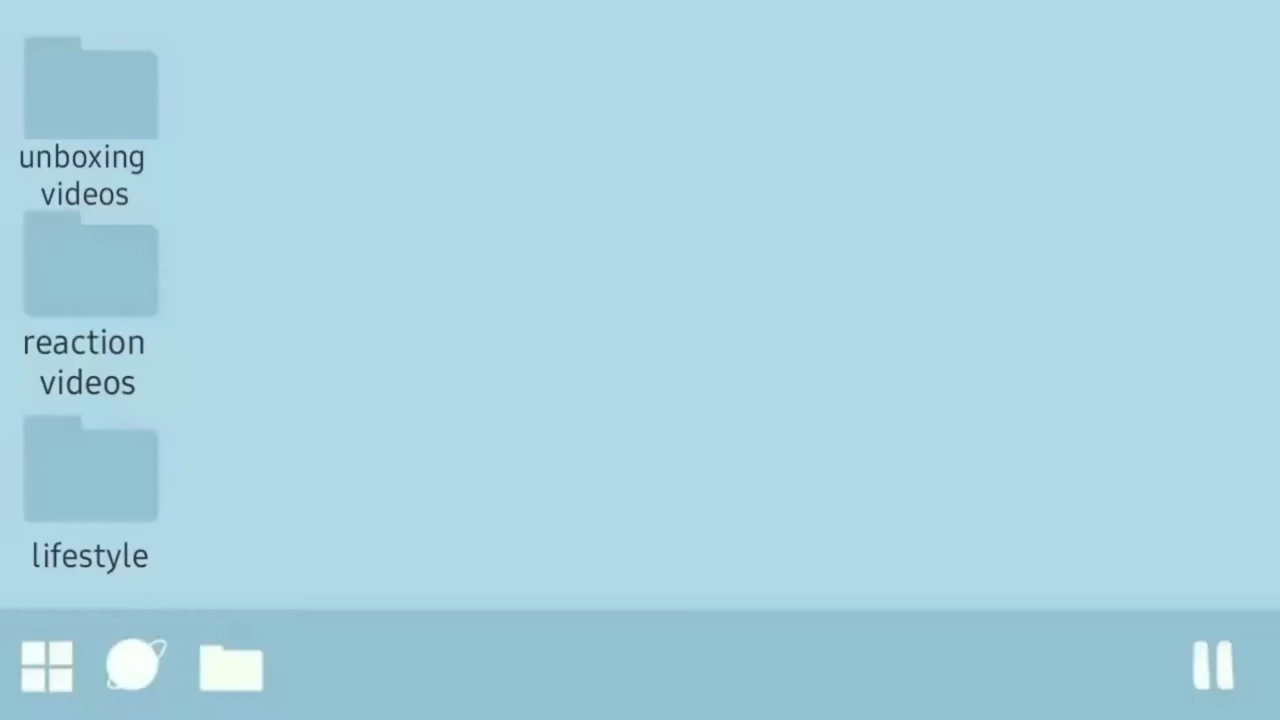 unboxing
videos
reaction
videos
lifestyle